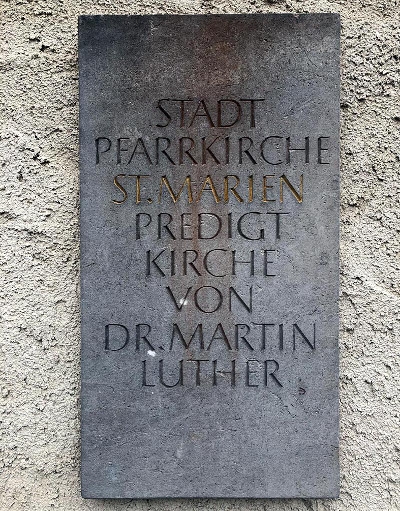 STADT
PFARRKIRCHE
ST. MARIEN
PREDIGT
KIRCHE
VON
DR. MARTIN
LUTHER